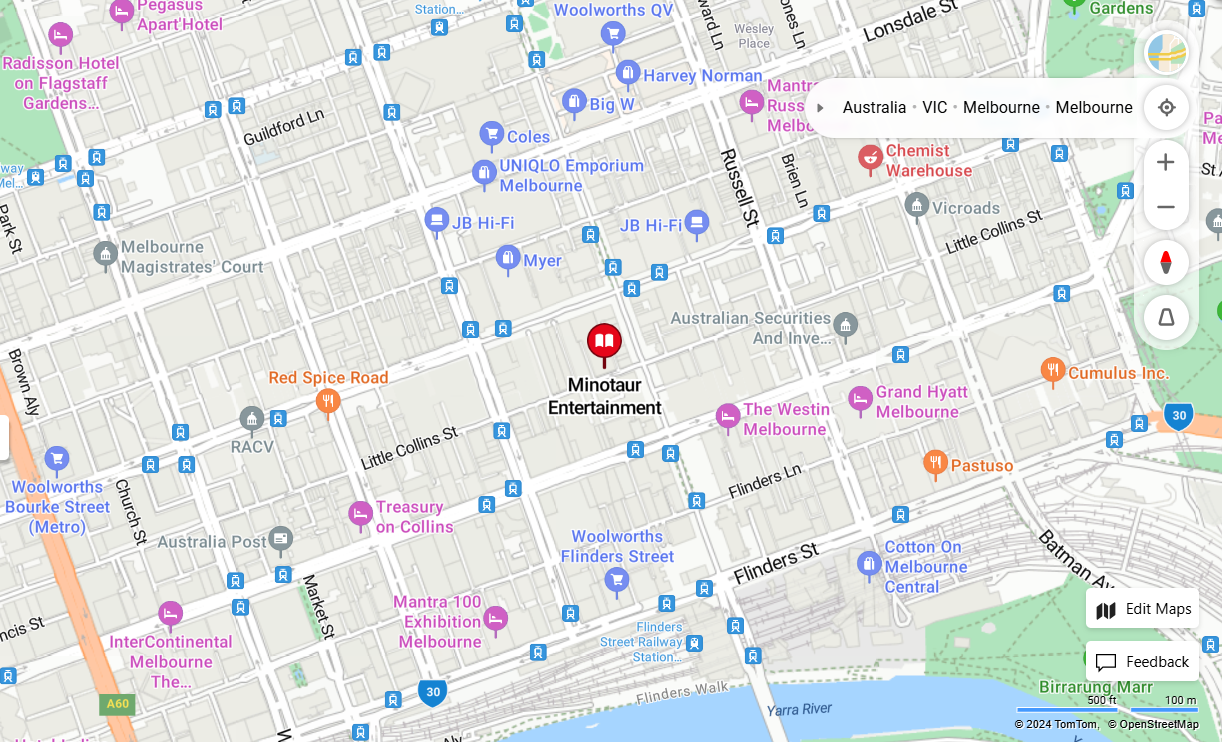 Pegasus
Apart'Hotel
Station...
Woolworths QV
Lonsdale St
Gardens
Wesley
Place
Radisson Hotel
on Flagstaff
Gardens...
Harvey Norman
Big W
Mantra
Russ
Melbo
Australia • VIC • Melbourne • Melbourne
Guildford Ln
Coles
UNIQLO Emporium
Melbourne
Russell St
Brien Ln
Chemist
Warehouse
Park St
JB Hi-Fi
JB Hi-Fi
Vicroads
Little Collins St
Melbourne
Magistrates' Court
Myer
Australian Securities
And Inve...
Minotaur
Entertainment
Brown Aly
Red Spice Road
Cumulus Inc.
Grand Hyatt
Melbourne
The Westin
Melbourne
30
RACV
Little Collins St
Pastuso
Woolworths
Bourke Street
(Metro)
Church St
Flinders Ln
Treasury
on Collins
Australia Post
Woolworths
Flinders Street
Flinders St
Cotton On
Melbourne
Central
Batman Av
Market St
Mantra 100
Exhibition
Melbourne
Edit Maps
InterContinental
Melbourne
The...
Flinders
Street Railway
Station...
Feedback
Birrarung Marr
A60
30
Flinders Walk
Yarra River
500 ft
100 m
© 2024 TomTom, © OpenStreetMap